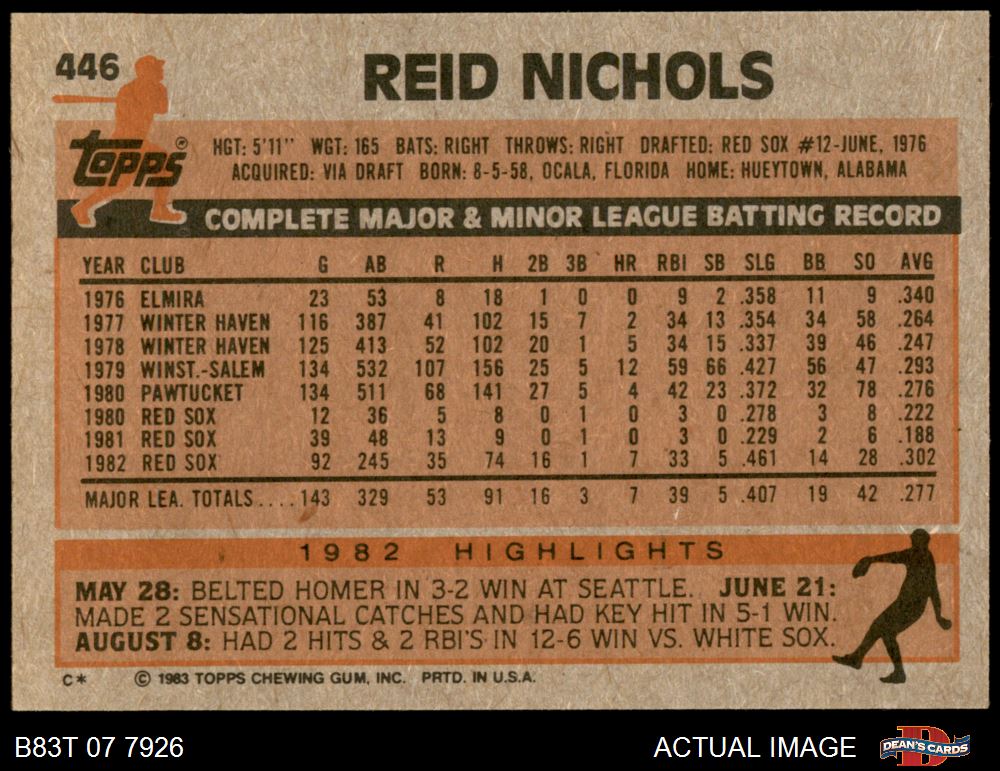 446
REID NICHOLS
TOPPS®
HGT: 5'11" WGT: 165 BATS: RIGHT THROWS: RIGHT DRAFTED: RED SOX #12-JUNE, 1976
ACQUIRED: VIA DRAFT BORN: 8-5-58, OCALA, FLORIDA HOME: HUEYTOWN, ALABAMA
COMPLETE MAJOR & MINOR LEAGUE BATTING RECORD
YEAR CLUB G AB R H 2B 3B HR RBI SB SLG BB SO AVG
1976 ELMIRA 23 53 8 18 1 0 0 9 2 .358 11 9 .340
1977 WINTER HAVEN 116 387 41 102 15 7 2 34 13 .354 34 58 .264
1978 WINTER HAVEN 125 413 52 102 20 1 5 34 15 .337 39 46 .247
1979 WINST.-SALEM 134 532 107 156 25 5 12 59 66 .427 56 47 .293
1980 PAWTUCKET 134 511 68 141 27 5 4 42 23 .372 32 78 .276
1980 RED SOX 12 36 5 8 0 1 0 3 0 .278 3 8 .222
1981 RED SOX 39 48 13 9 0 1 0 3 0 .229 2 6 .188
1982 RED SOX 92 245 35 74 16 1 7 33 5 .461 14 28 .302
MAJOR LEA. TOTALS.... 143 329 53 91 16 3 7 39 5 .407 19 42 .277
1982 HIGHLIGHTS
MAY 28: BELTED HOMER IN 3-2 WIN AT SEATTLE. JUNE 21:
MADE 2 SENSATIONAL CATCHES AND HAD KEY HIT IN 5-1 WIN.
AUGUST 8: HAD 2 HITS & 2 RBI'S IN 12-6 WIN VS. WHITE SOX.
C* © 1983 TOPPS CHEWING GUM, INC. PRTD. IN U.S.A.
B83T 07 7926
ACTUAL IMAGE
DEAN'S CARDS